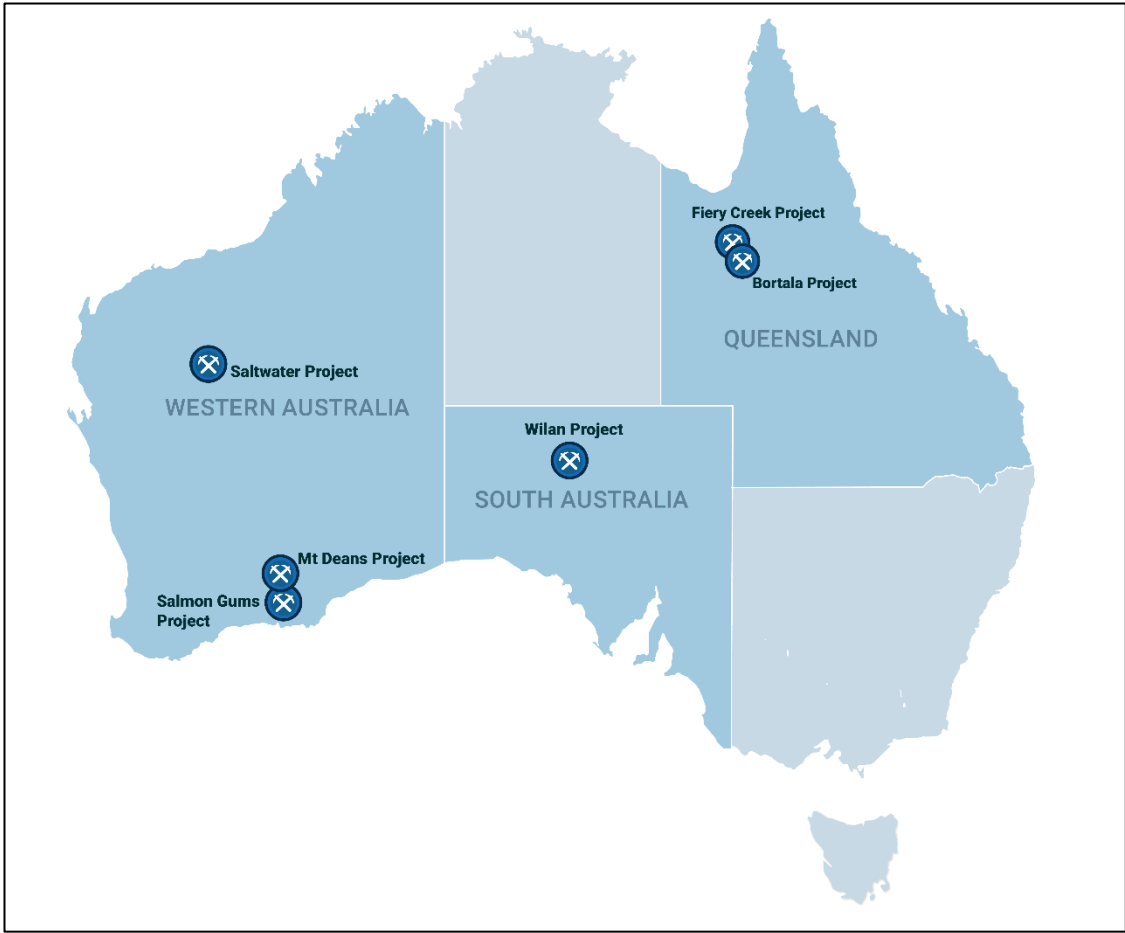 Fiery Creek Project
Bortala Project
QUEENSLAND
Saltwater Project
WESTERN AUSTRALIA
Wilan Project
SOUTH AUSTRALIA
Mt Deans Project
Salmon Gums
Project